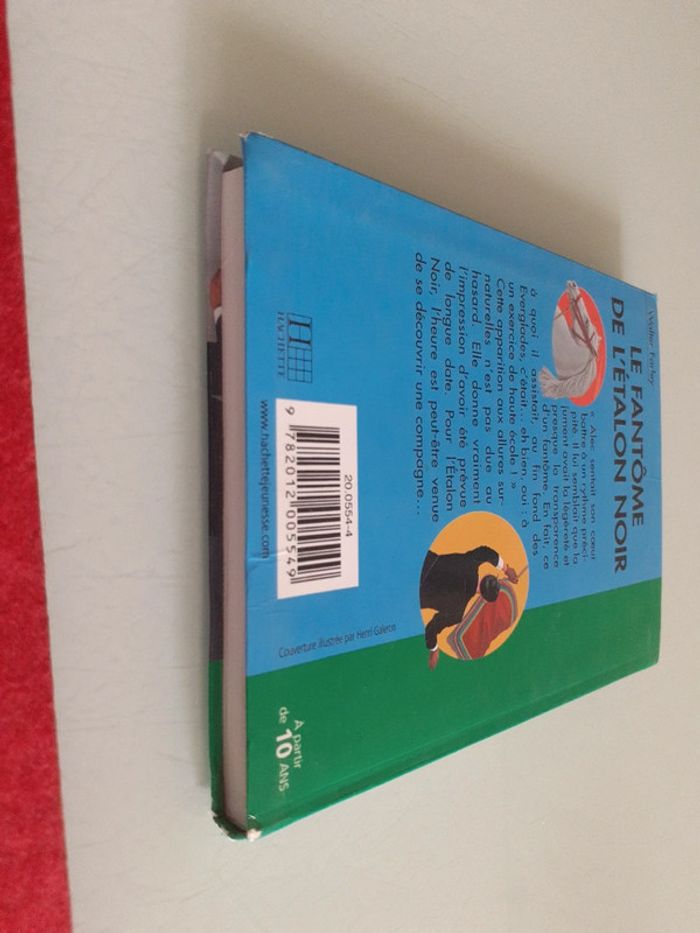 Walter Farley
LE FANTÔME
DE L'ÉTALON NOIR
« Alec sentait son cœur
battre à un rythme préci-
pité. Il lui semblait que la
jument avait la légèreté et
presque la transparence
d'un fantôme. En fait, ce
à quoi il assistait, au fin fond des
Everglades, c'était... eh bien, oui : à
un exercice de haute école ! »
Cette apparition aux allures sur-
naturelles n'est pas due au
hasard. Elle donne vraiment
l'impression d'avoir été prévue
de longue date. Pour l'Étalon
Noir, l'heure est peut-être venue
de se découvrir une compagne...
20.0554-4
9 782012 005549
HACHETTE
www.hachettejeunesse.com
Couverture illustrée par Henri Galeron
À partir
de 10 ANS